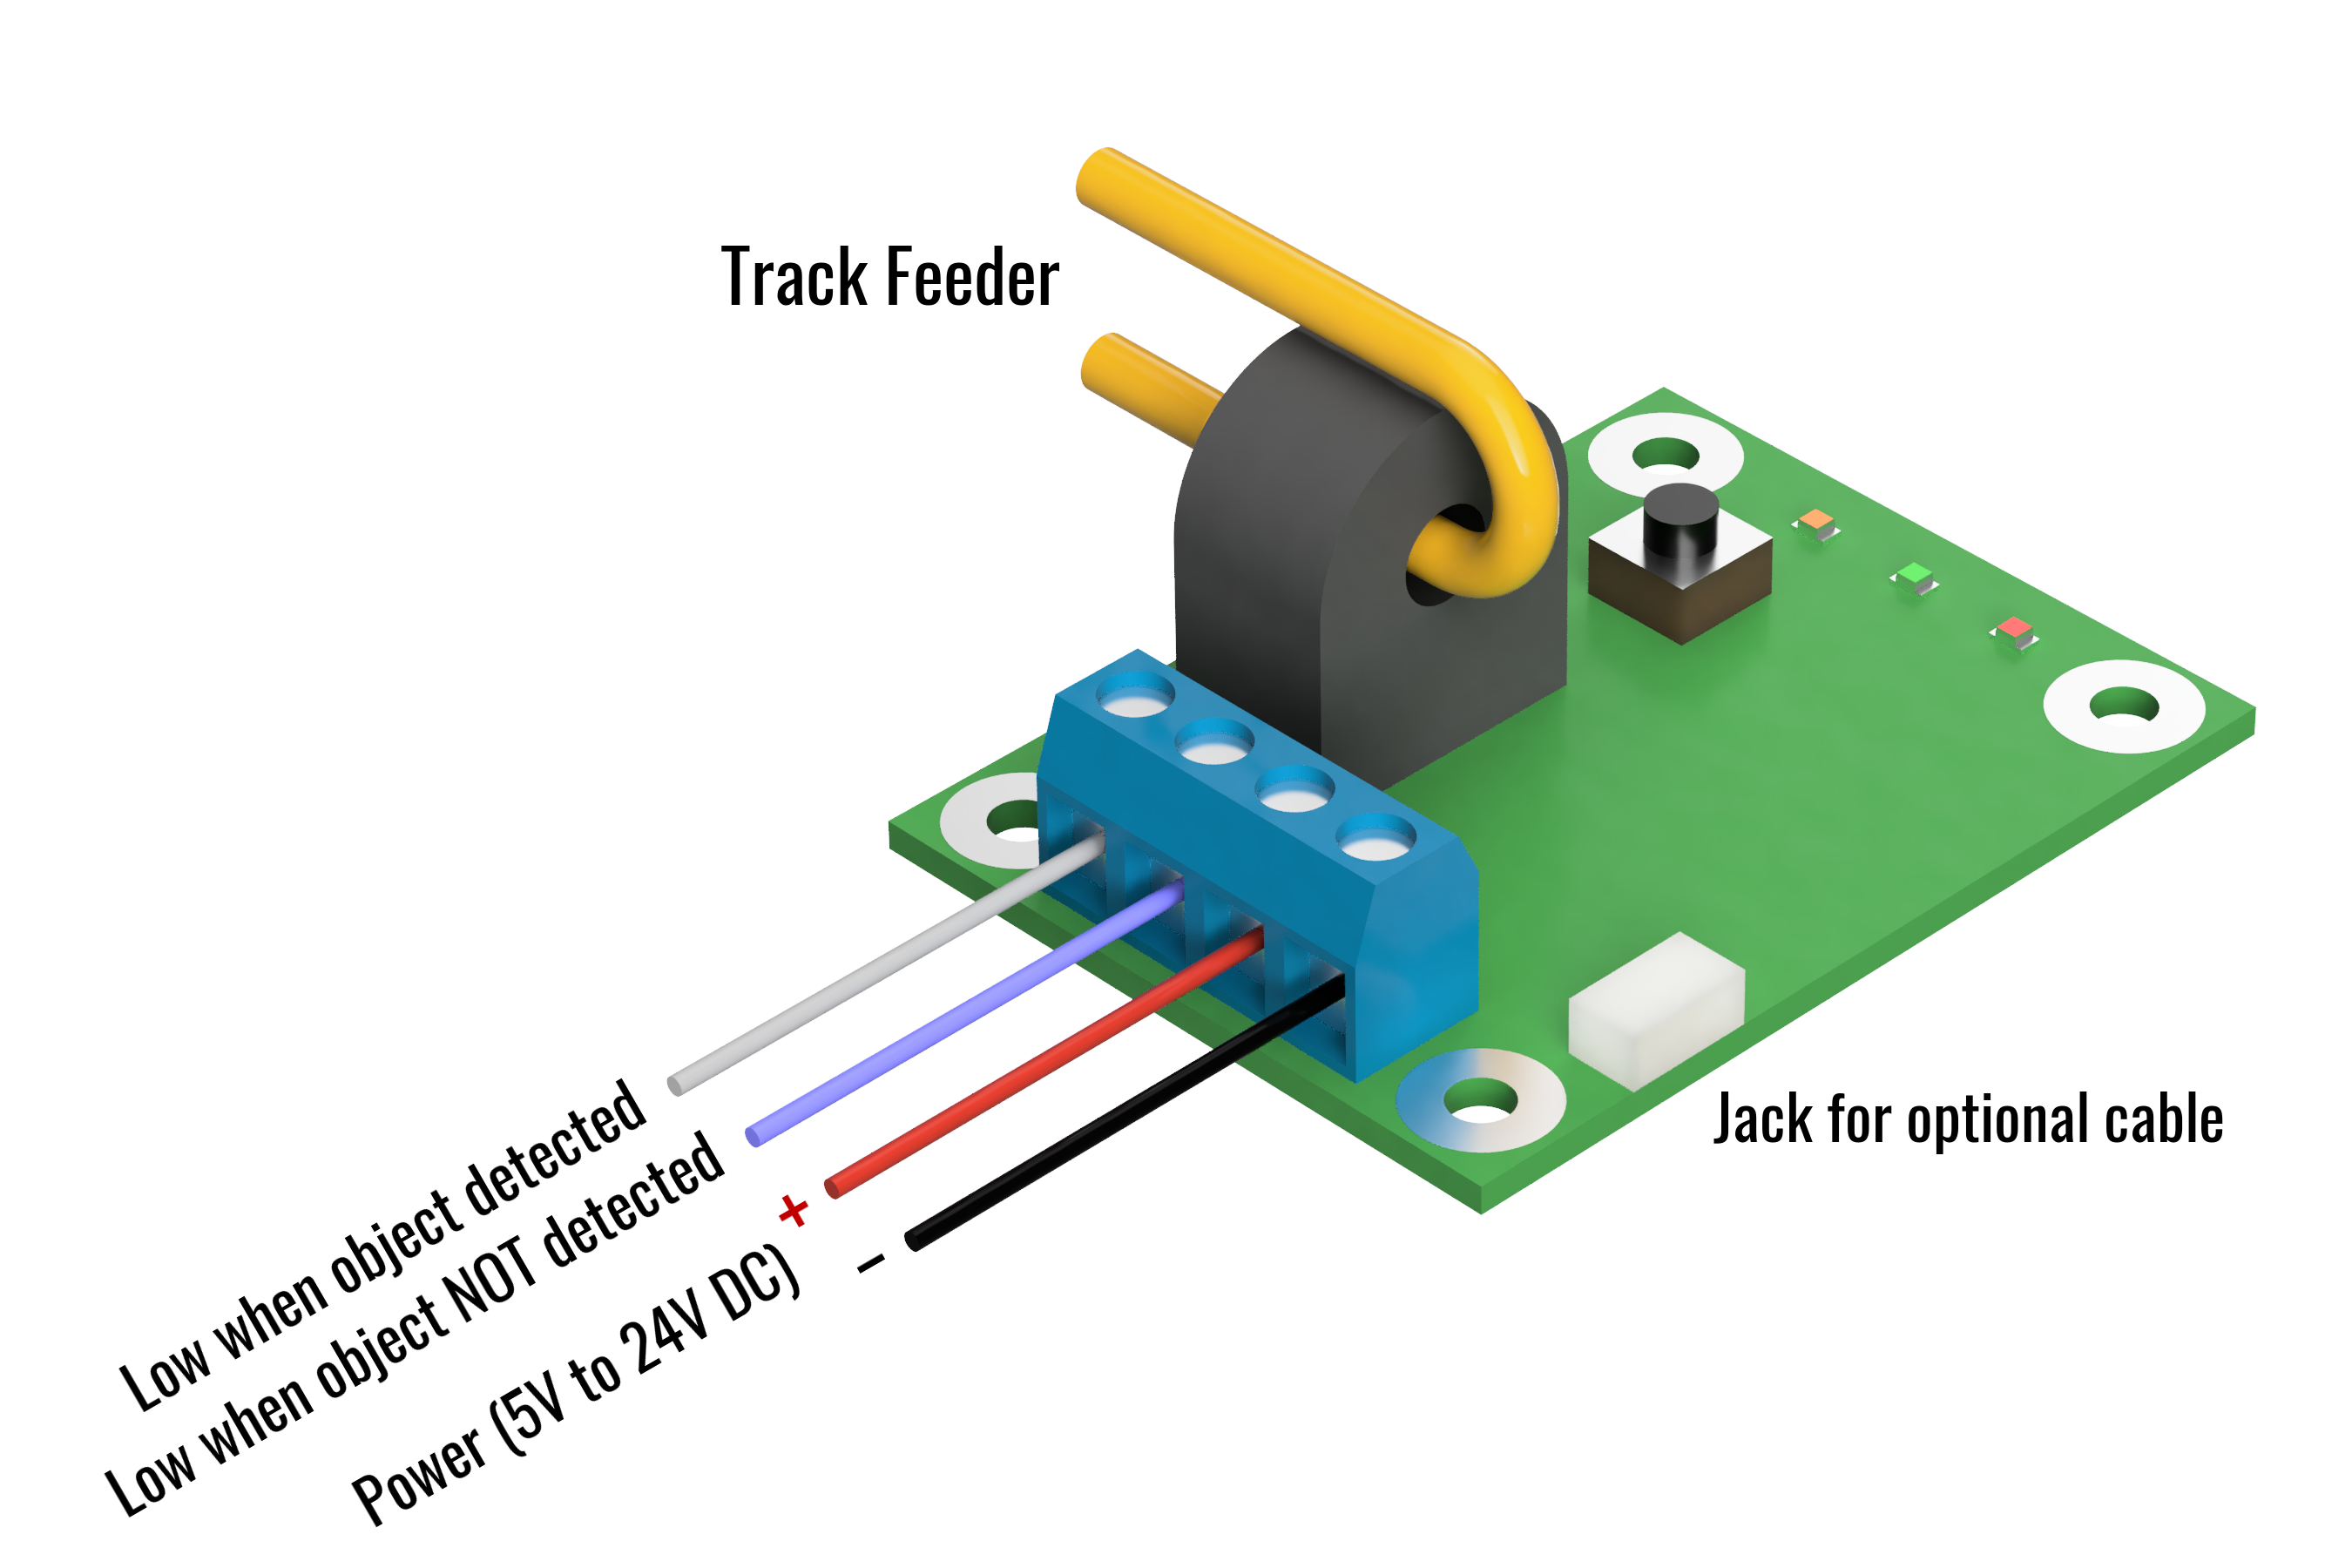 Track Feeder
Low when object detected
Low when object NOT detected
+
Power (5V to 24V DC)
–
Jack for optional cable